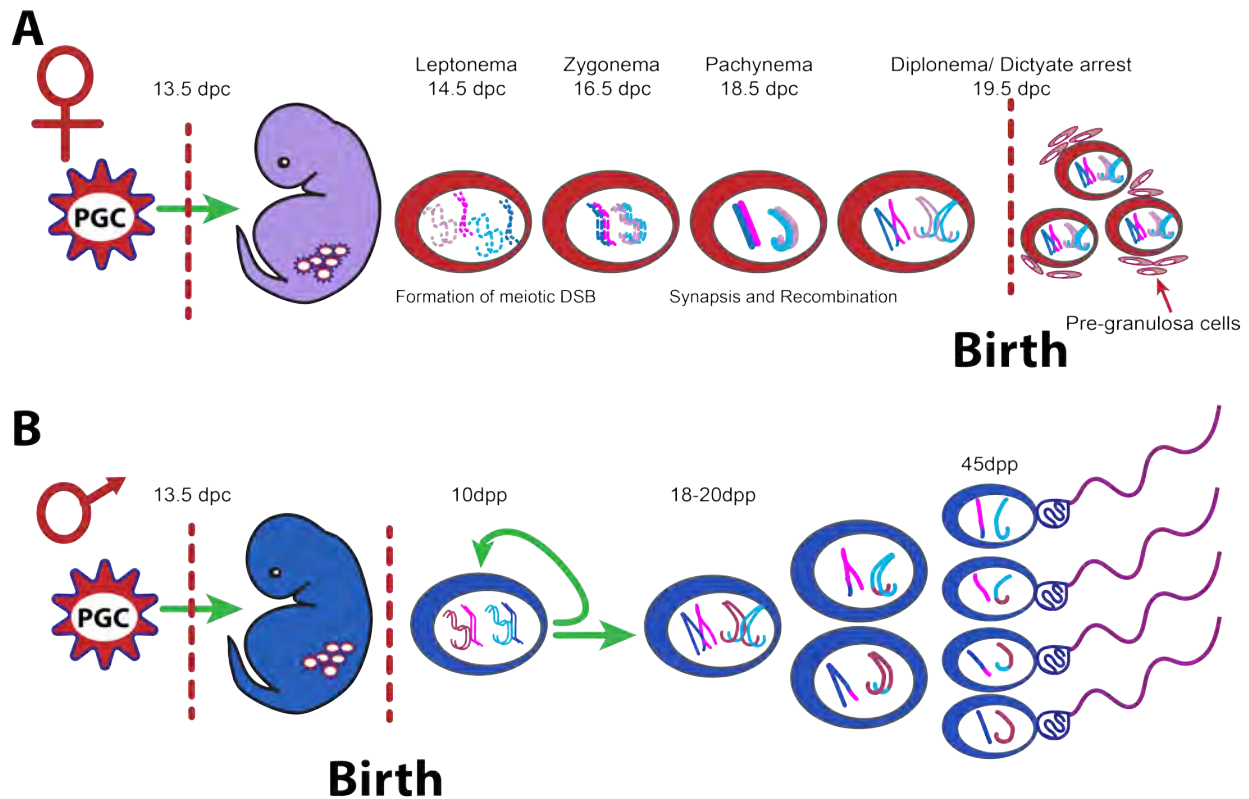 A
13.5 dpc
Leptonema
14.5 dpc
Zygonema
16.5 dpc
Pachynema
18.5 dpc
Diplonema/ Dictyate arrest
19.5 dpc
PGC
Formation of meiotic DSB
Synapsis and Recombination
Pre-granulosa cells
Birth
B
13.5 dpc
10dpp
18-20dpp
45dpp
PGC
Birth